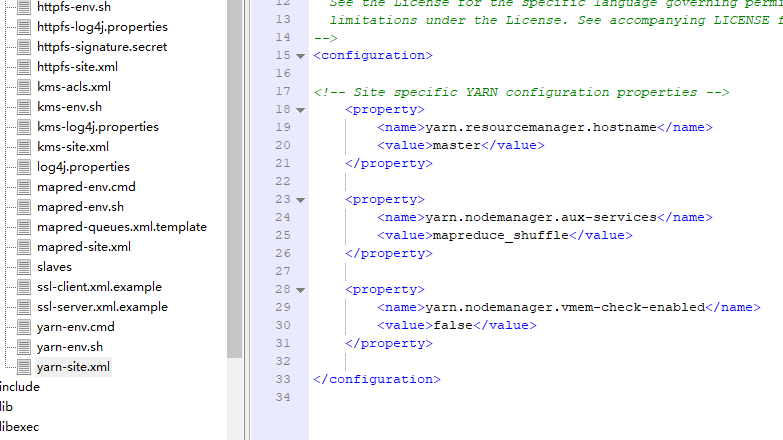 httpfs-env.sh
httpfs-log4j.properties
httpfs-signature.secret
httpfs-site.xml
kms-acls.xml
kms-env.sh
kms-log4j.properties
kms-site.xml
log4j.properties
mapred-env.cmd
mapred-env.sh
mapred-queues.xml.template
mapred-site.xml
slaves
ssl-client.xml.example
ssl-server.xml.example
yarn-env.cmd
yarn-env.sh
yarn-site.xml
include
lib
libexec
12 See the License for the specific language governing permi
13 limitations under the License. See accompanying LICENSE f
14 -->
15 <configuration>
16
17 <!-- Site specific YARN configuration properties -->
18 <property>
19 <name>yarn.resourcemanager.hostname</name>
20 <value>master</value>
21 </property>
22
23 <property>
24 <name>yarn.nodemanager.aux-services</name>
25 <value>mapreduce_shuffle</value>
26 </property>
27
28 <property>
29 <name>yarn.nodemanager.vmem-check-enabled</name>
30 <value>false</value>
31 </property>
32
33 </configuration>
34